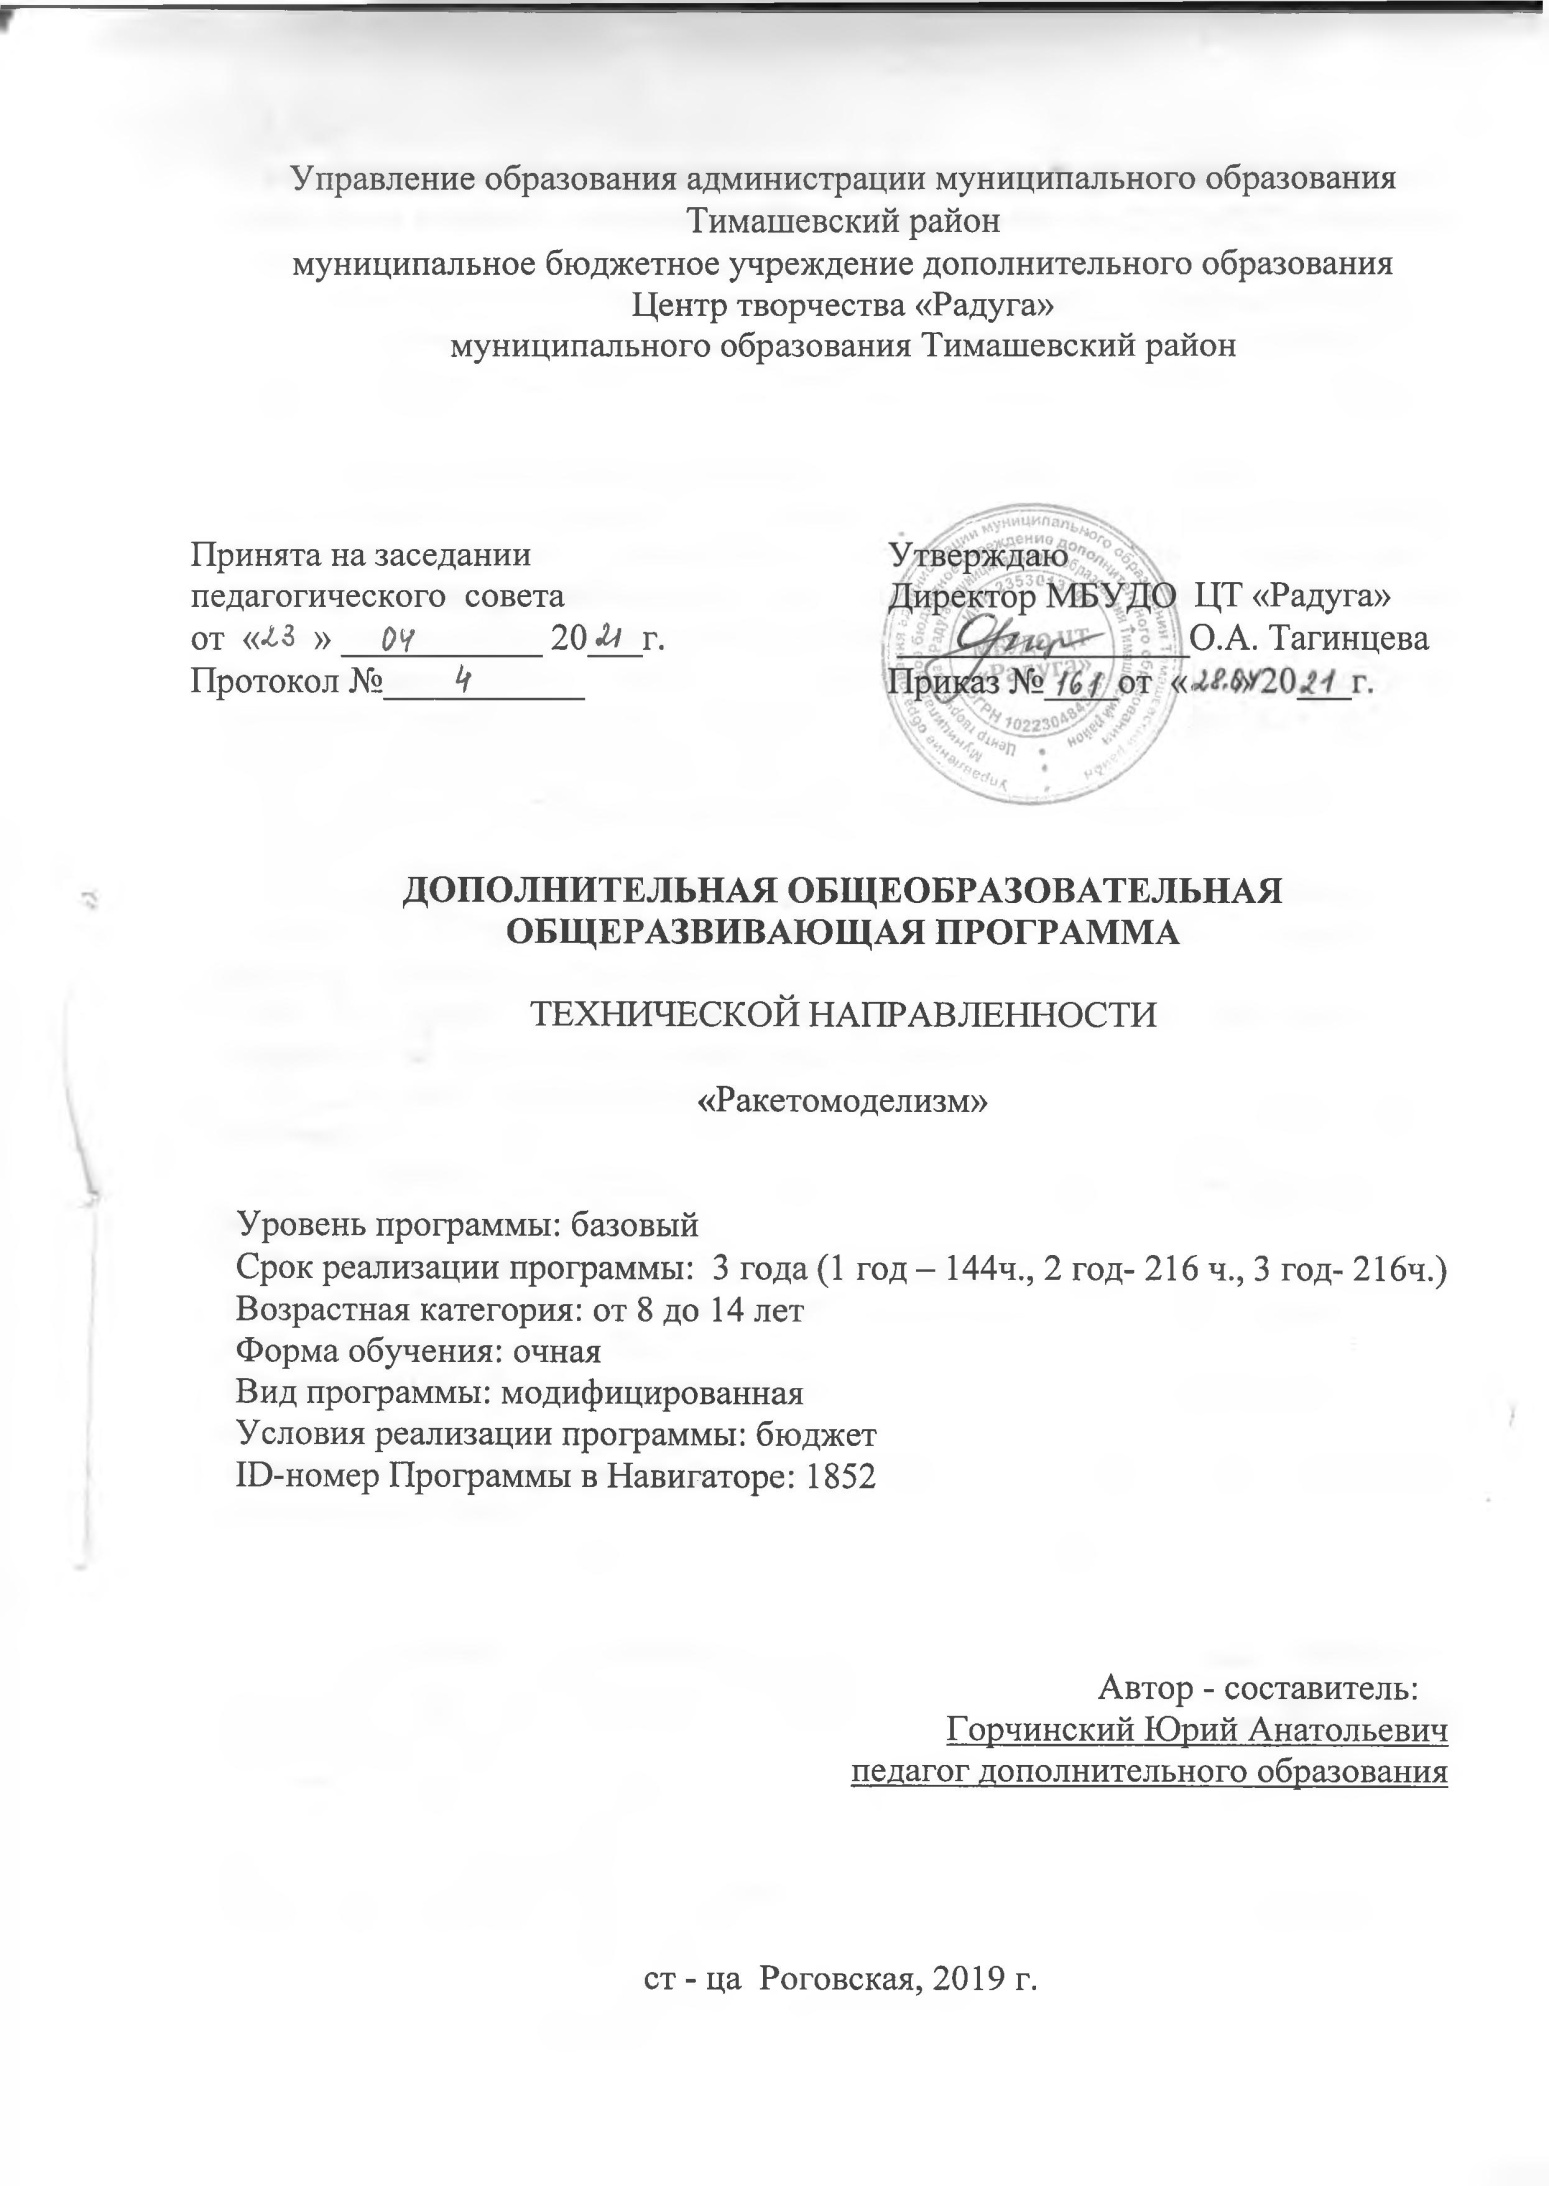 Управление образования администрации муниципального образования
Тимашевский район
муниципальное бюджетное учреждение дополнительного образования
Центр творчества «Радуга»
муниципального образования Тимашевский район
Принята на заседании
педагогического совета
от «23 » 04 2021 г.
Протокол № 4
Утверждаю
Директор МБУДО ЦТ «Радуга»
О.А. Тагинцева
Приказ № 161 от «28.04 2021 г.
ДОПОЛНИТЕЛЬНАЯ ОБЩЕОБРАЗОВАТЕЛЬНАЯ
ОБЩЕРАЗВИВАЮЩАЯ ПРОГРАММА
ТЕХНИЧЕСКОЙ НАПРАВЛЕННОСТИ
«Ракетомоделизм»
Уровень программы: базовый
Срок реализации программы: 3 года (1 год – 144ч., 2 год- 216 ч., 3 год- 216ч.)
Возрастная категория: от 8 до 14 лет
Форма обучения: очная
Вид программы: модифицированная
Условия реализации программы: бюджет
ID-номер Программы в Навигаторе: 1852
Автор - составитель:
Горчинский Юрий Анатольевич
педагог дополнительного образования
ст - ца Роговская, 2019 г.